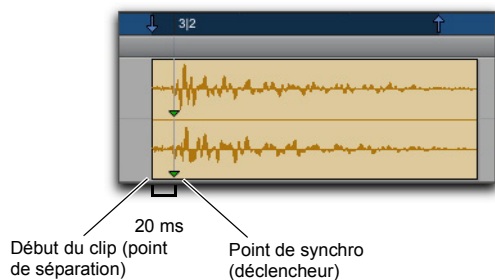 3|2
20 ms
Début du clip (point
de séparation)
Point de synchro
(déclencheur)